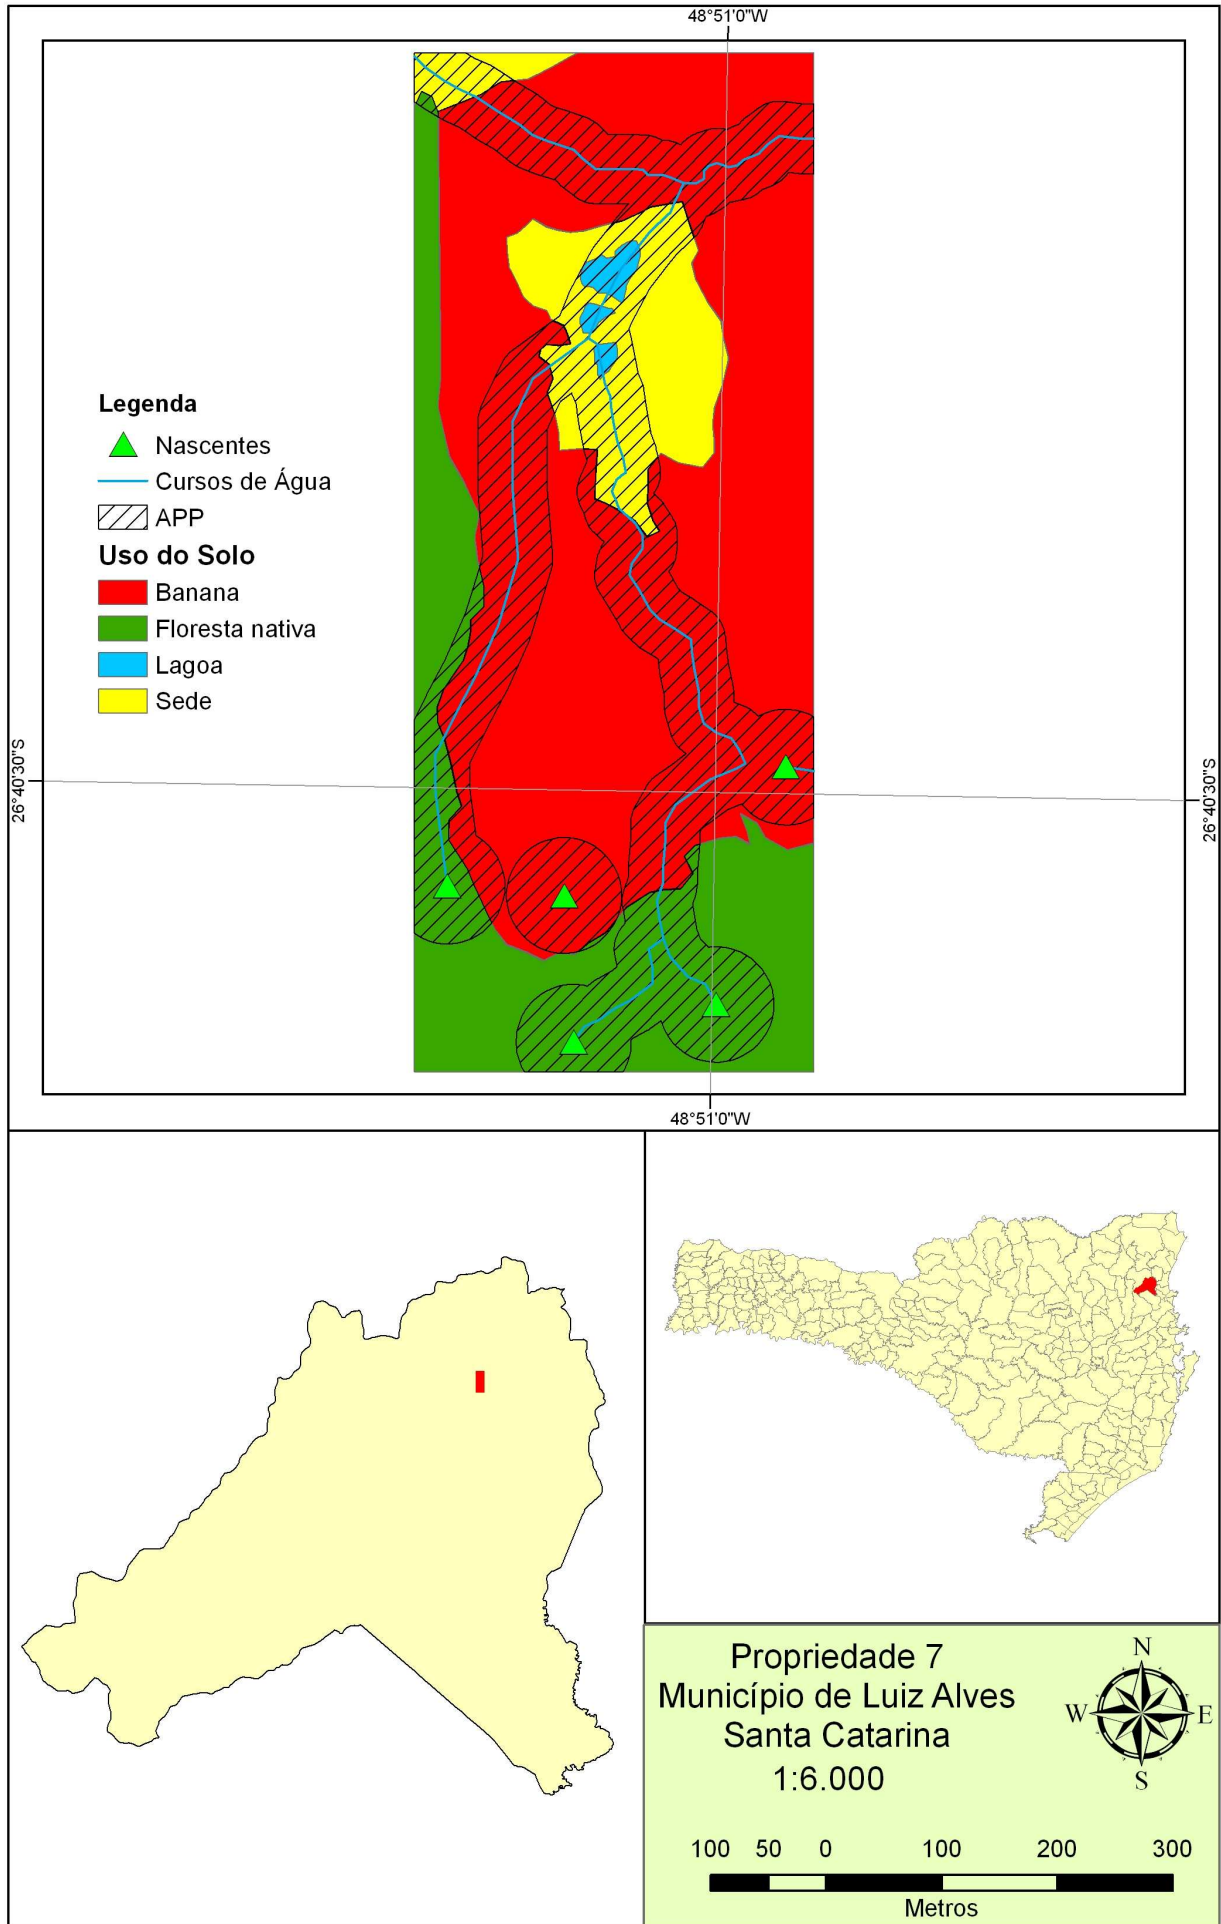 48°51'0"W
Legenda
Nascentes
Cursos de Água
APP
Uso do Solo
Banana
Floresta nativa
Lagoa
Sede
26°40'30"S
26°40'30"S
48°51'0"W
Propriedade 7
Município de Luiz Alves
Santa Catarina
1:6.000
N
W
E
S
100 50 0 100 200 300
Metros